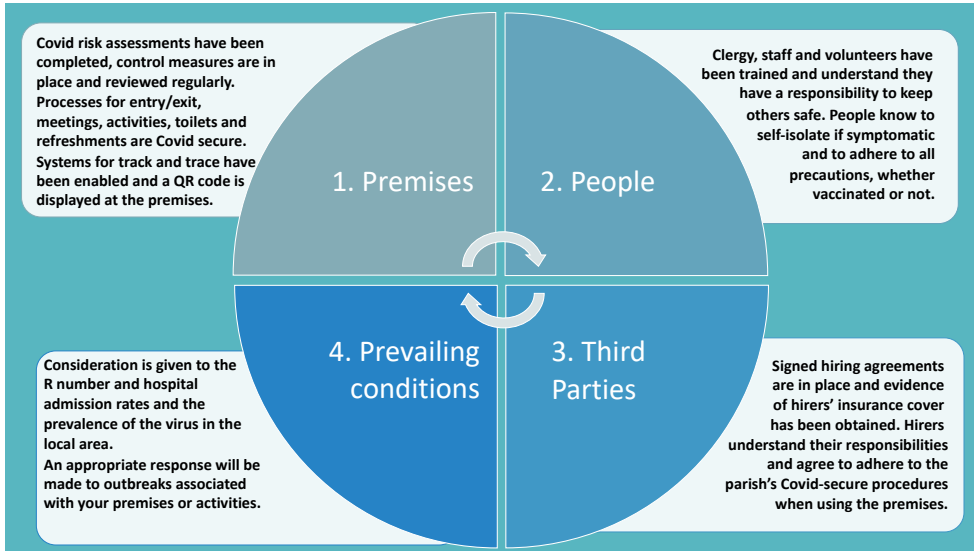 Covid risk assessments have been
completed, control measures are in
place and reviewed regularly.
Processes for entry/exit,
meetings, activities, toilets and
refreshments are Covid secure.
Systems for track and trace have
been enabled and a QR code is
displayed at the premises.
1. Premises
2. People
Clergy, staff and volunteers have
been trained and understand they
have a responsibility to keep
others safe. People know to
self-isolate if symptomatic
and to adhere to all
precautions, whether
vaccinated or not.
Consideration is given to the
R number and hospital
admission rates and the
prevalence of the virus in the
local area.
An appropriate response will be
made to outbreaks associated
with your premises or activities.
4. Prevailing
conditions
3. Third
Parties
Signed hiring agreements
are in place and evidence
of hirers’ insurance cover
has been obtained. Hirers
understand their responsibilities
and agree to adhere to the
parish’s Covid-secure procedures
when using the premises.